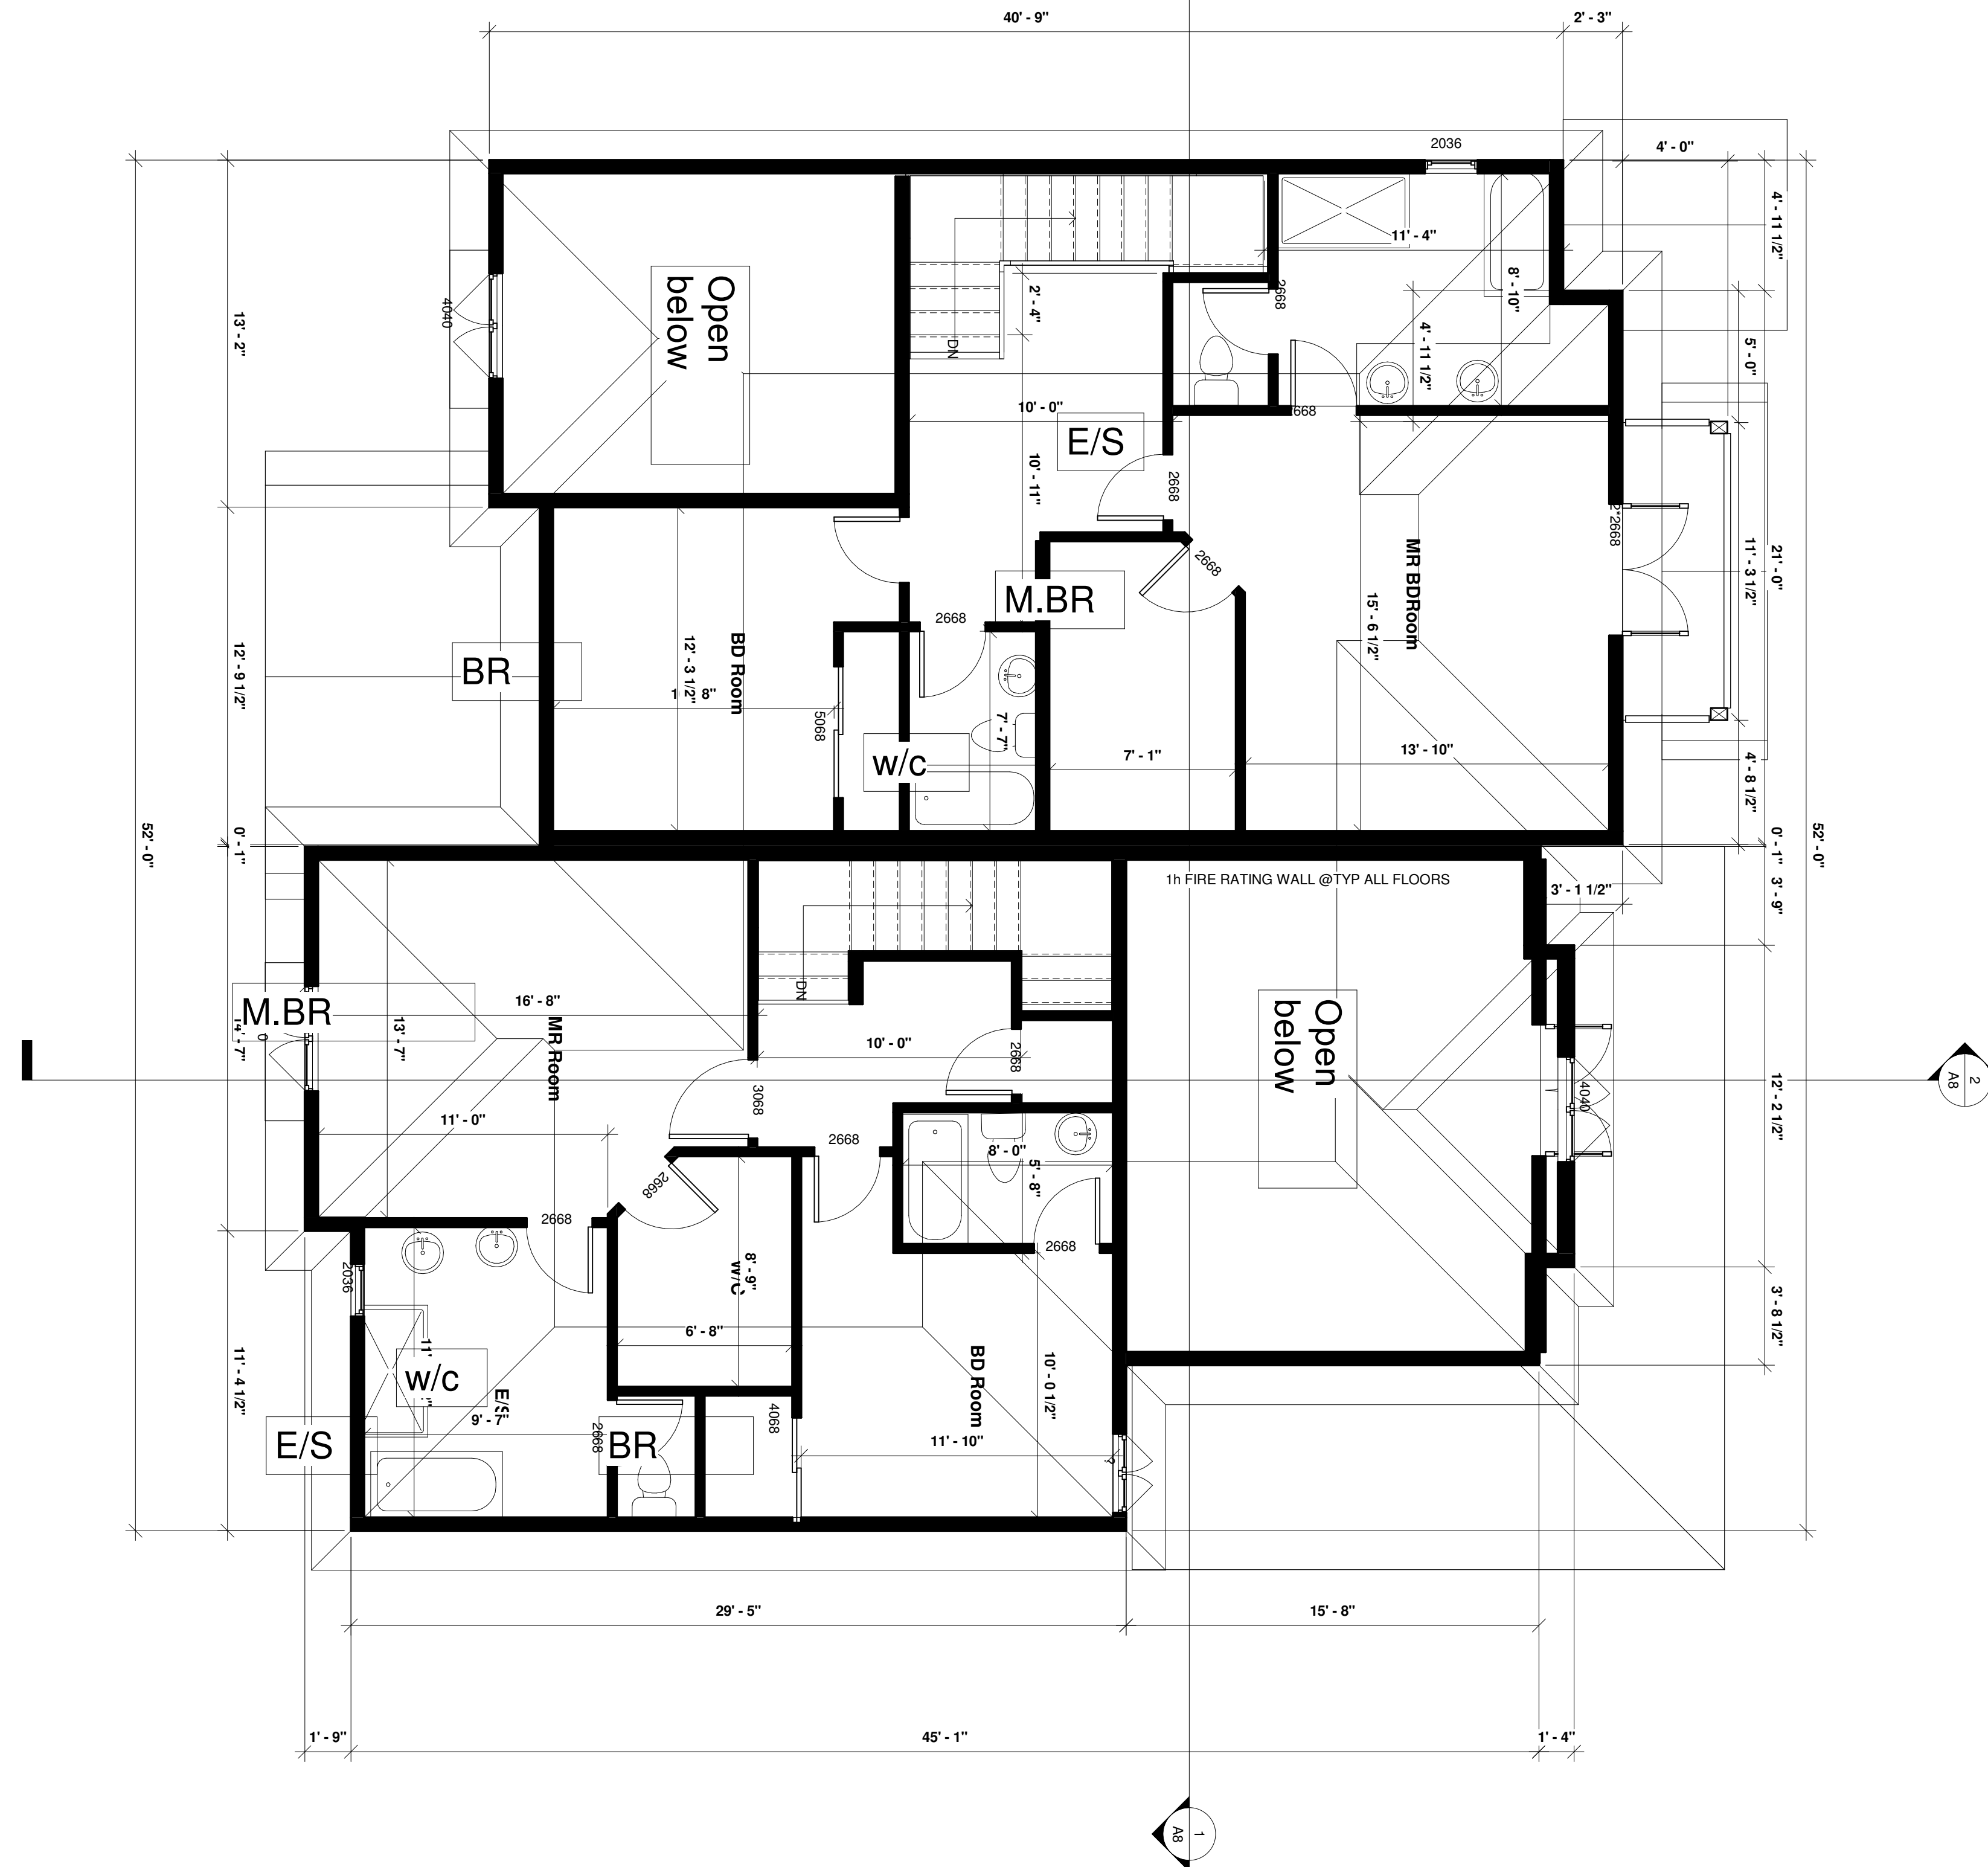 40' - 9"
2' - 3"
2036
4' - 0"
4' - 11 1/2"
11' - 4"
8' - 10"
2668
4' - 11 1/2"
5' - 0"
Open
below
4040
13' - 2"
2' - 4"
DN
10' - 0"
E/S
2668
10' - 11"
2668
2*2668
2668
MR BDRoom
15' - 6 1/2"
11' - 3 1/2"
21' - 0"
M.BR
2668
BR
BD Room
12' - 3 1/2"
8"
12' - 9 1/2"
5068
w/c
7' - 7"
7' - 1"
13' - 10"
4' - 8 1/2"
52' - 0"
0' - 1"
52' - 0"
0' - 1"
1h FIRE RATING WALL @TYP ALL FLOORS
3' - 1 1/2"
3' - 9"
M.BR
14' - 7"
13' - 7"
16' - 8"
MR Room
DN
10' - 0"
2668
3068
Open
below
4040
12' - 2 1/2"
2
A8
11' - 0"
2668
2668
8' - 0"
5' - 8"
2668
2668
2036
8' - 9"
w/c
6' - 8"
w/c
11'
E/S
9' - 7"
E/S
2668
BR
4068
BD Room
10' - 0 1/2"
11' - 10"
3' - 8 1/2"
11' - 4 1/2"
29' - 5"
15' - 8"
1' - 9"
45' - 1"
1' - 4"
1
A8